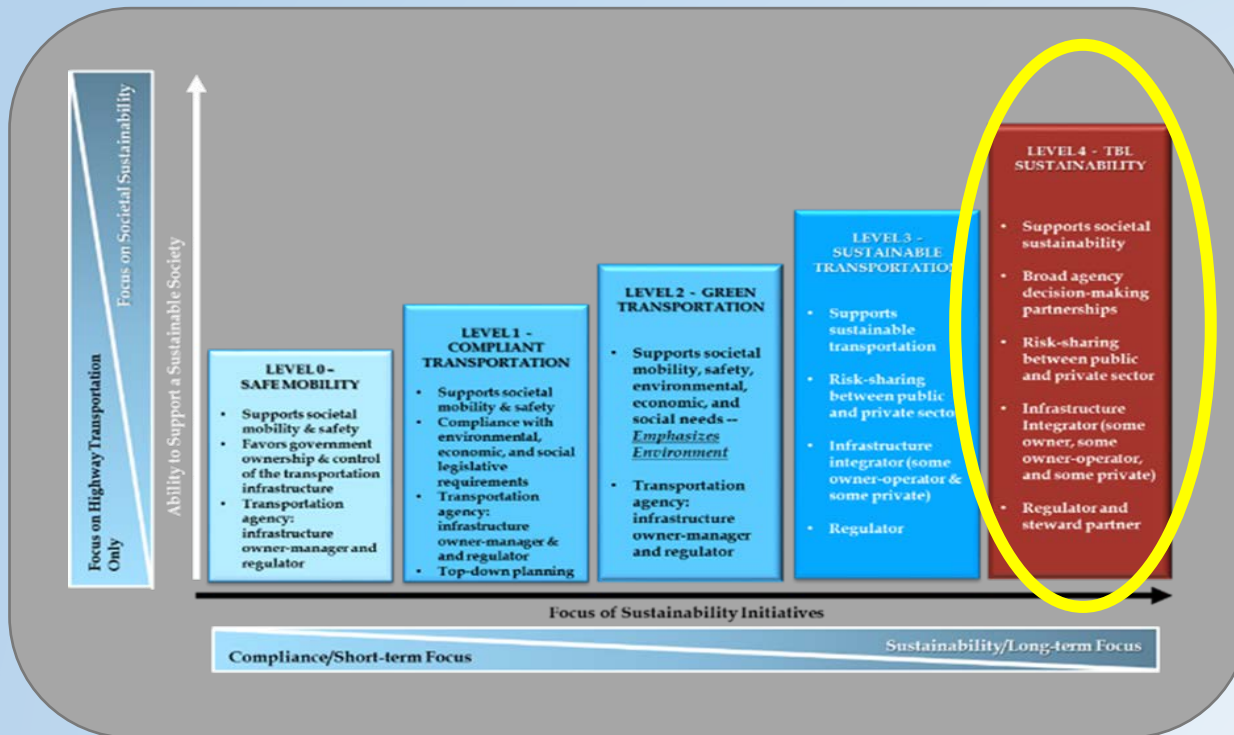 Focus on Societal Sustainability
Focus on Highway Transportation
Only
Ability to Support a Sustainable Society
LEVEL 0 –
SAFE MOBILITY
• Supports societal
mobility & safety
• Favors government
ownership & control
of the transportation
infrastructure
• Transportation
agency:
infrastructure
owner-manager and
regulator
LEVEL 1 -
COMPLIANT
TRANSPORTATION
• Supports societal
mobility & safety
• Compliance with
environmental,
economic, and social
legislative
requirements
• Transportation
agency:
infrastructure
owner-manager &
and regulator
• Top-down planning
LEVEL 2 - GREEN
TRANSPORTATION
• Supports societal
mobility, safety,
environmental,
economic, and
social needs --
Emphasizes
Environment
• Transportation
agency:
infrastructure
owner-manager
and regulator
LEVEL 3 -
SUSTAINABLE
TRANSPORTATION
• Supports
sustainable
transportation
• Risk-sharing
between public
and private sector
• Infrastructure
integrator (some
owner-operator &
some private)
• Regulator
LEVEL 4 - TBL
SUSTAINABILITY
• Supports societal
sustainability
• Broad agency
decision-making
partnerships
• Risk-sharing
between public
and private sector
• Infrastructure
Integrator (some
owner, some
owner-operator,
and some private)
• Regulator and
steward partner
Focus of Sustainability Initiatives
Compliance/Short-term Focus
Sustainability/Long-term Focus